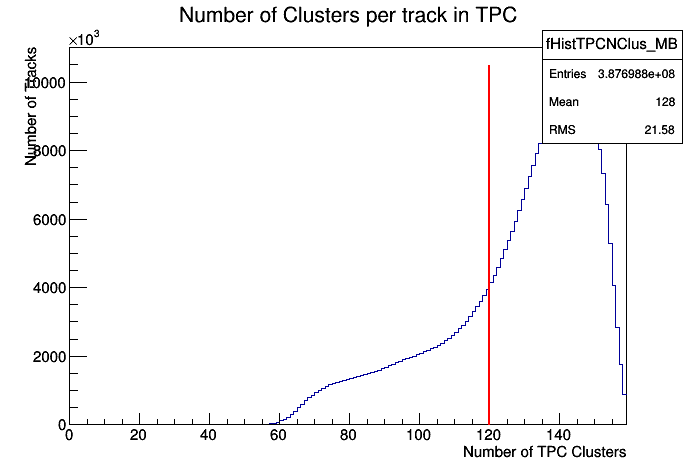 Number of Clusters per track in TPC
×10³
fHistTPCNClus_MB
Entries 3.876988e+08
Mean 128
RMS 21.58
Number of Tracks
10000
8000
6000
4000
2000
0
0 20 40 60 80 100 120 140
Number of TPC Clusters